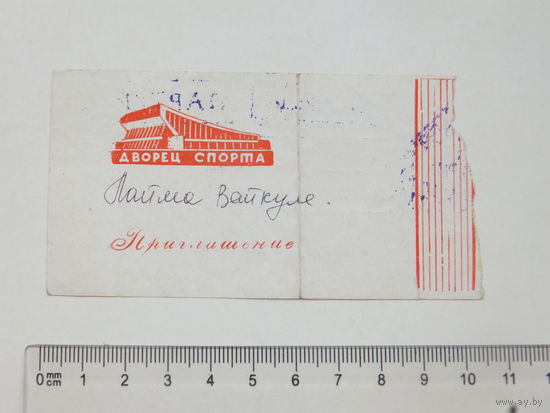 ДВОРЕЦ СПОРТА
Лайма Вайкуле.
Приглашение
0 mm 1 2 3 4 5 6 7 8 9 10 11
cm
www.ay.by